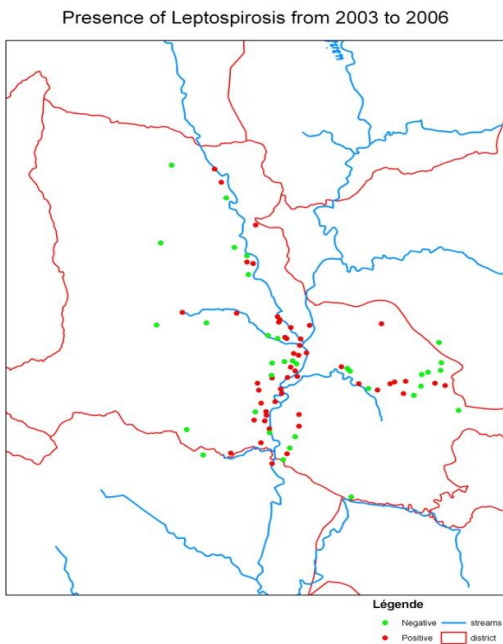 Presence of Leptospirosis from 2003 to 2006
Légende
Negative streams
Positive district